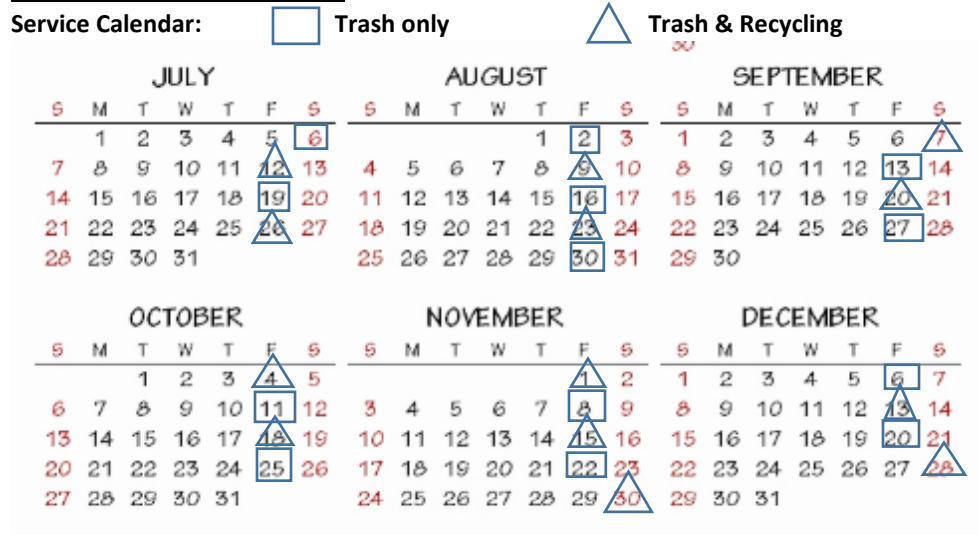 Service Calendar: Trash only Trash & Recycling
30
JULY AUGUST SEPTEMBER
S M T W T F S S M T W T F S S M T W T F S
1 2 3 4 5 6 1 2 3 1 2 3 4 5 6 7
7 8 9 10 11 12 13 4 5 6 7 8 9 10 8 9 10 11 12 13 14
14 15 16 17 18 19 20 11 12 13 14 15 16 17 15 16 17 18 19 20 21
21 22 23 24 25 26 27 18 19 20 21 22 23 24 22 23 24 25 26 27 28
28 29 30 31 25 26 27 28 29 30 31 29 30
OCTOBER NOVEMBER DECEMBER
S M T W T F S S M T W T F S S M T W T F S
1 2 3 4 5 1 2 1 2 3 4 5 6 7
6 7 8 9 10 11 12 3 4 5 6 7 8 9 8 9 10 11 12 13 14
13 14 15 16 17 18 19 10 11 12 13 14 15 16 15 16 17 18 19 20 21
20 21 22 23 24 25 26 17 18 19 20 21 22 23 22 23 24 25 26 27 28
27 28 29 30 31 24 25 26 27 28 29 30 29 30 31